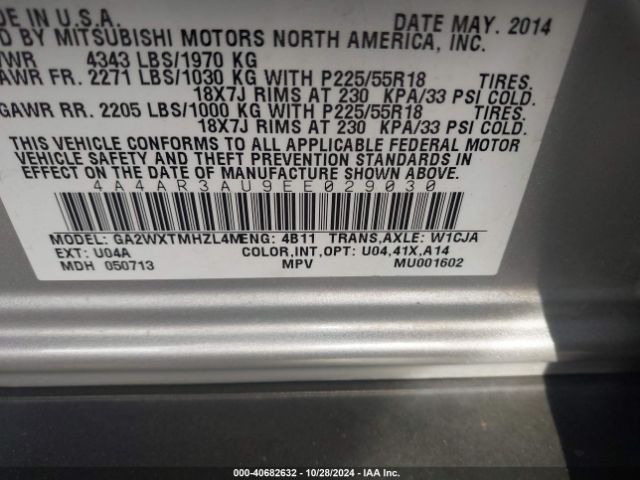 DE IN U.S.A. DATE MAY. 2014
D BY MITSUBISHI MOTORS NORTH AMERICA, INC.
VWR 4343 LBS/1970 KG
AWR FR. 2271 LBS/1030 KG WITH P225/55R18 TIRES.
18X7J RIMS AT 230 KPA/33 PSI COLD.
GAWR RR. 2205 LBS/1000 KG WITH P225/55R18 TIRES.
18X7J RIMS AT 230 KPA/33 PSI COLD.
THIS VEHICLE CONFORMS TO ALL APPLICABLE FEDERAL MOTOR
VEHICLE SAFETY AND THEFT PREVENTION STANDARDS IN
EFFECT ON THE DATE OF MANUFACTURE SHOWN ABOVE.
4A4AR3AU9EE029030
MODEL: GA2WXTMHZL4M ENG: 4B11 TRANS,AXLE: W1CJA
EXT: U04A COLOR,INT,OPT: U04,41X,A14
MDH 050713 MPV MU001602
000-40682632 - 10/28/2024 - IAAI.COM